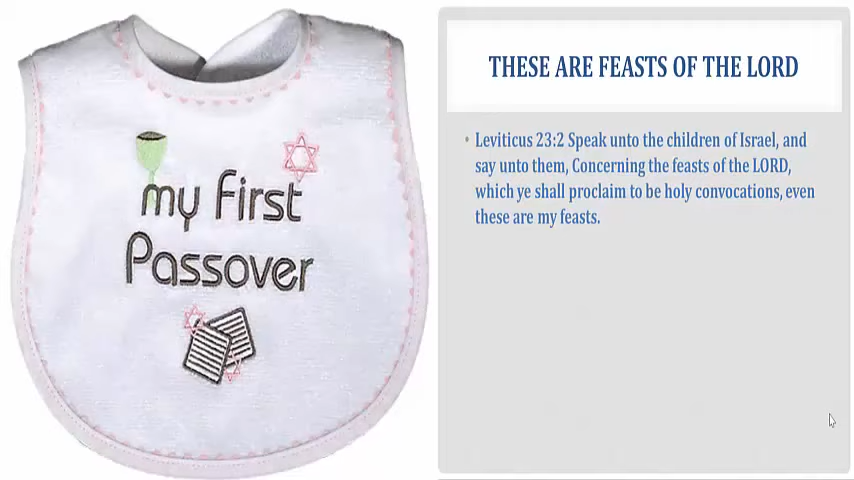 my First
Passover
THESE ARE FEASTS OF THE LORD
• Leviticus 23:2 Speak unto the children of Israel, and
say unto them, Concerning the feasts of the LORD,
which ye shall proclaim to be holy convocations, even
these are my feasts.